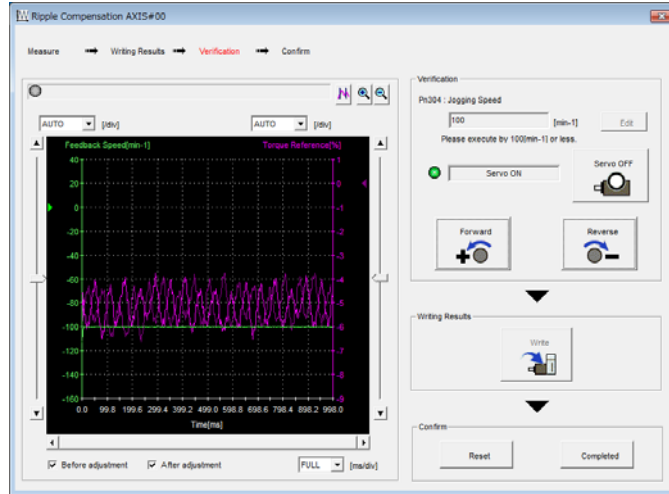 Ripple Compensation AXIS#00
Measure Writing Results Verification Confirm
AUTO [/div] AUTO [/div]
Feedback Speed[min-1] Torque Reference[%]
40 1
20 0
0 -1
-20 -2
-40 -3
-60 -4
-80 -5
-100 -6
-120 -7
-140 -8
-160 -9
0.0 99.8 199.6 299.4 399.2 499.0 598.8 698.6 798.4 898.2 998.0
Time[ms]
Before adjustment After adjustment FULL [ms/div]
Verification
Pn304 : Jogging Speed
100 [min-1] Edit
Please execute by 100[min-1] or less.
Servo ON Servo OFF
Forward Reverse
Writing Results
Write
Confirm
Reset Completed